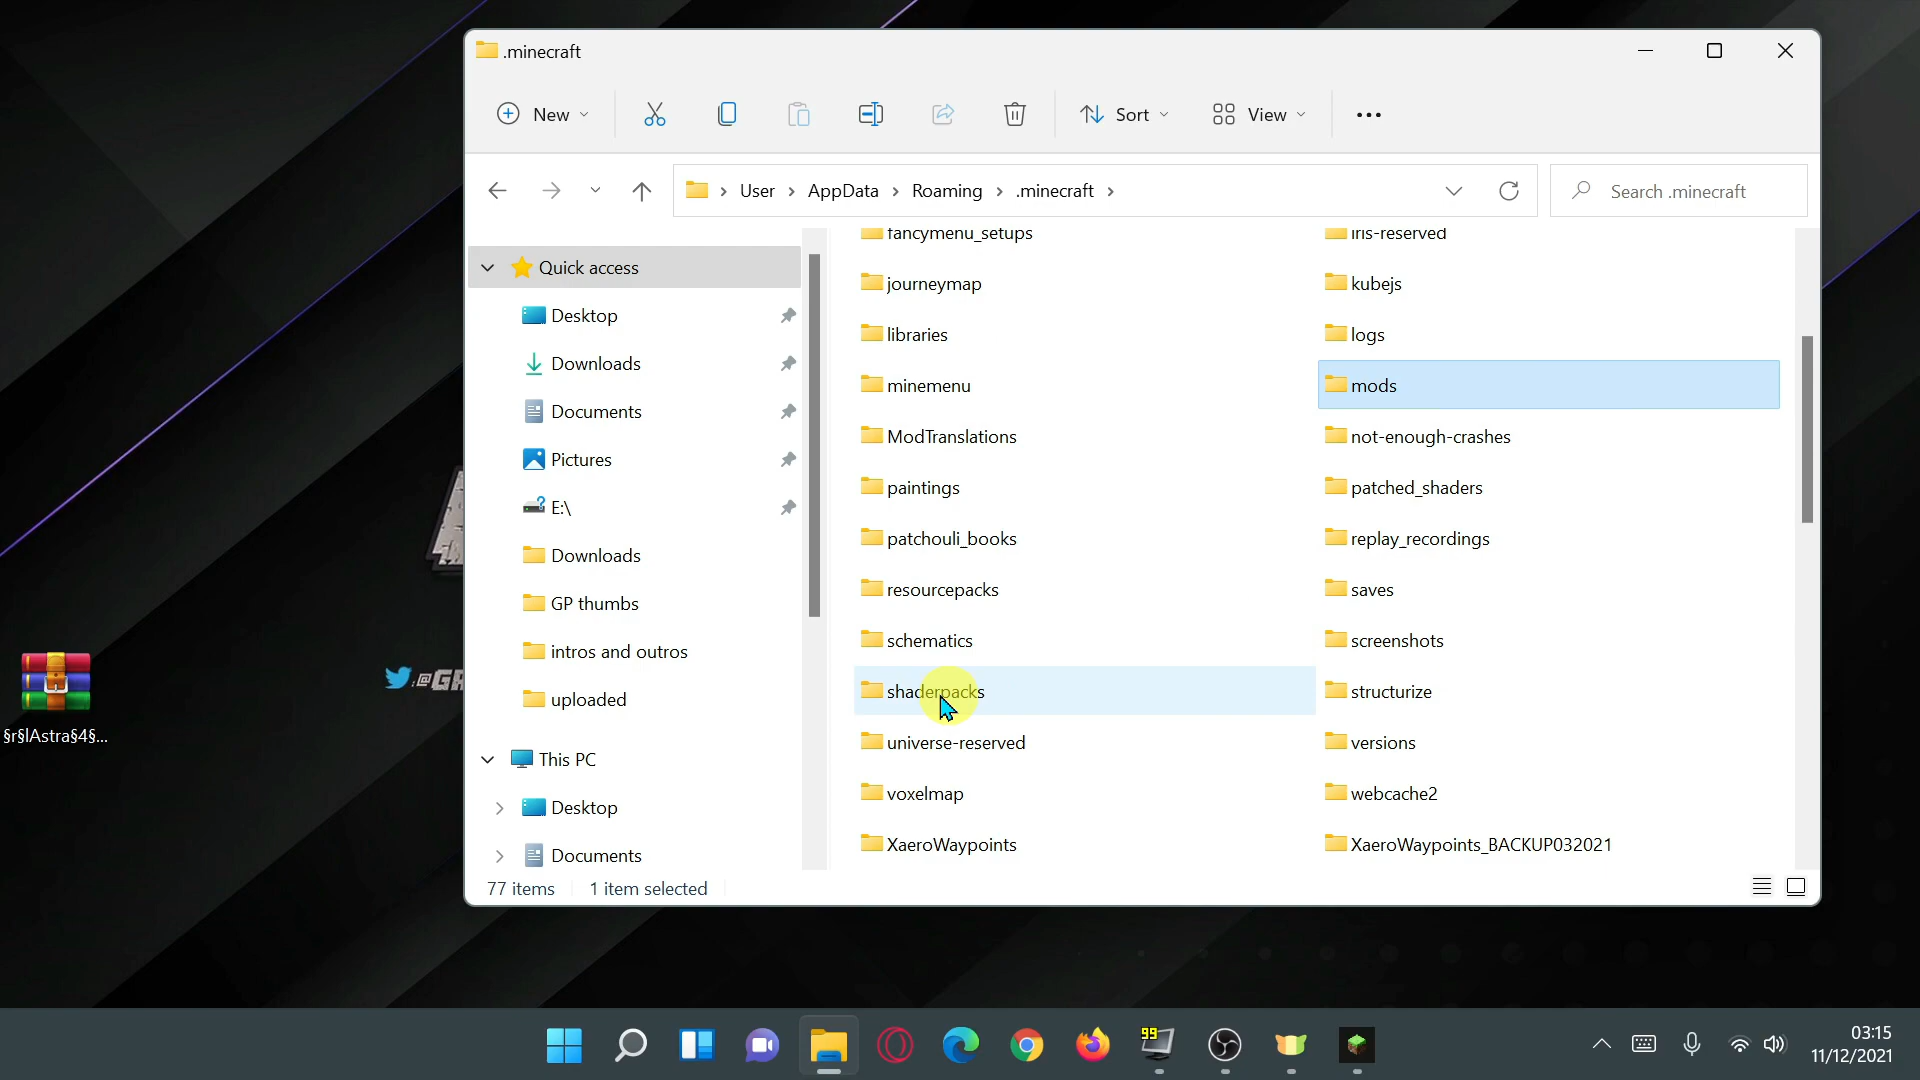 .minecraft
New
Sort
View
User
AppData
Roaming
.minecraft
Search .minecraft
Quick access
Desktop
Downloads
Documents
Pictures
E:\
Downloads
GP thumbs
intros and outros
uploaded
This PC
Desktop
Documents
fancymenu_setups
iris-reserved
journeymap
kubejs
libraries
logs
minemenu
mods
ModTranslations
not-enough-crashes
paintings
patched_shaders
patchouli_books
replay_recordings
resourcepacks
saves
schematics
screenshots
shaderpacks
structurize
universe-reserved
versions
voxelmap
webcache2
XaeroWaypoints
XaeroWaypoints_BACKUP032021
77 items
1 item selected
§r§lAstra§4§...
99
03:15
11/12/2021